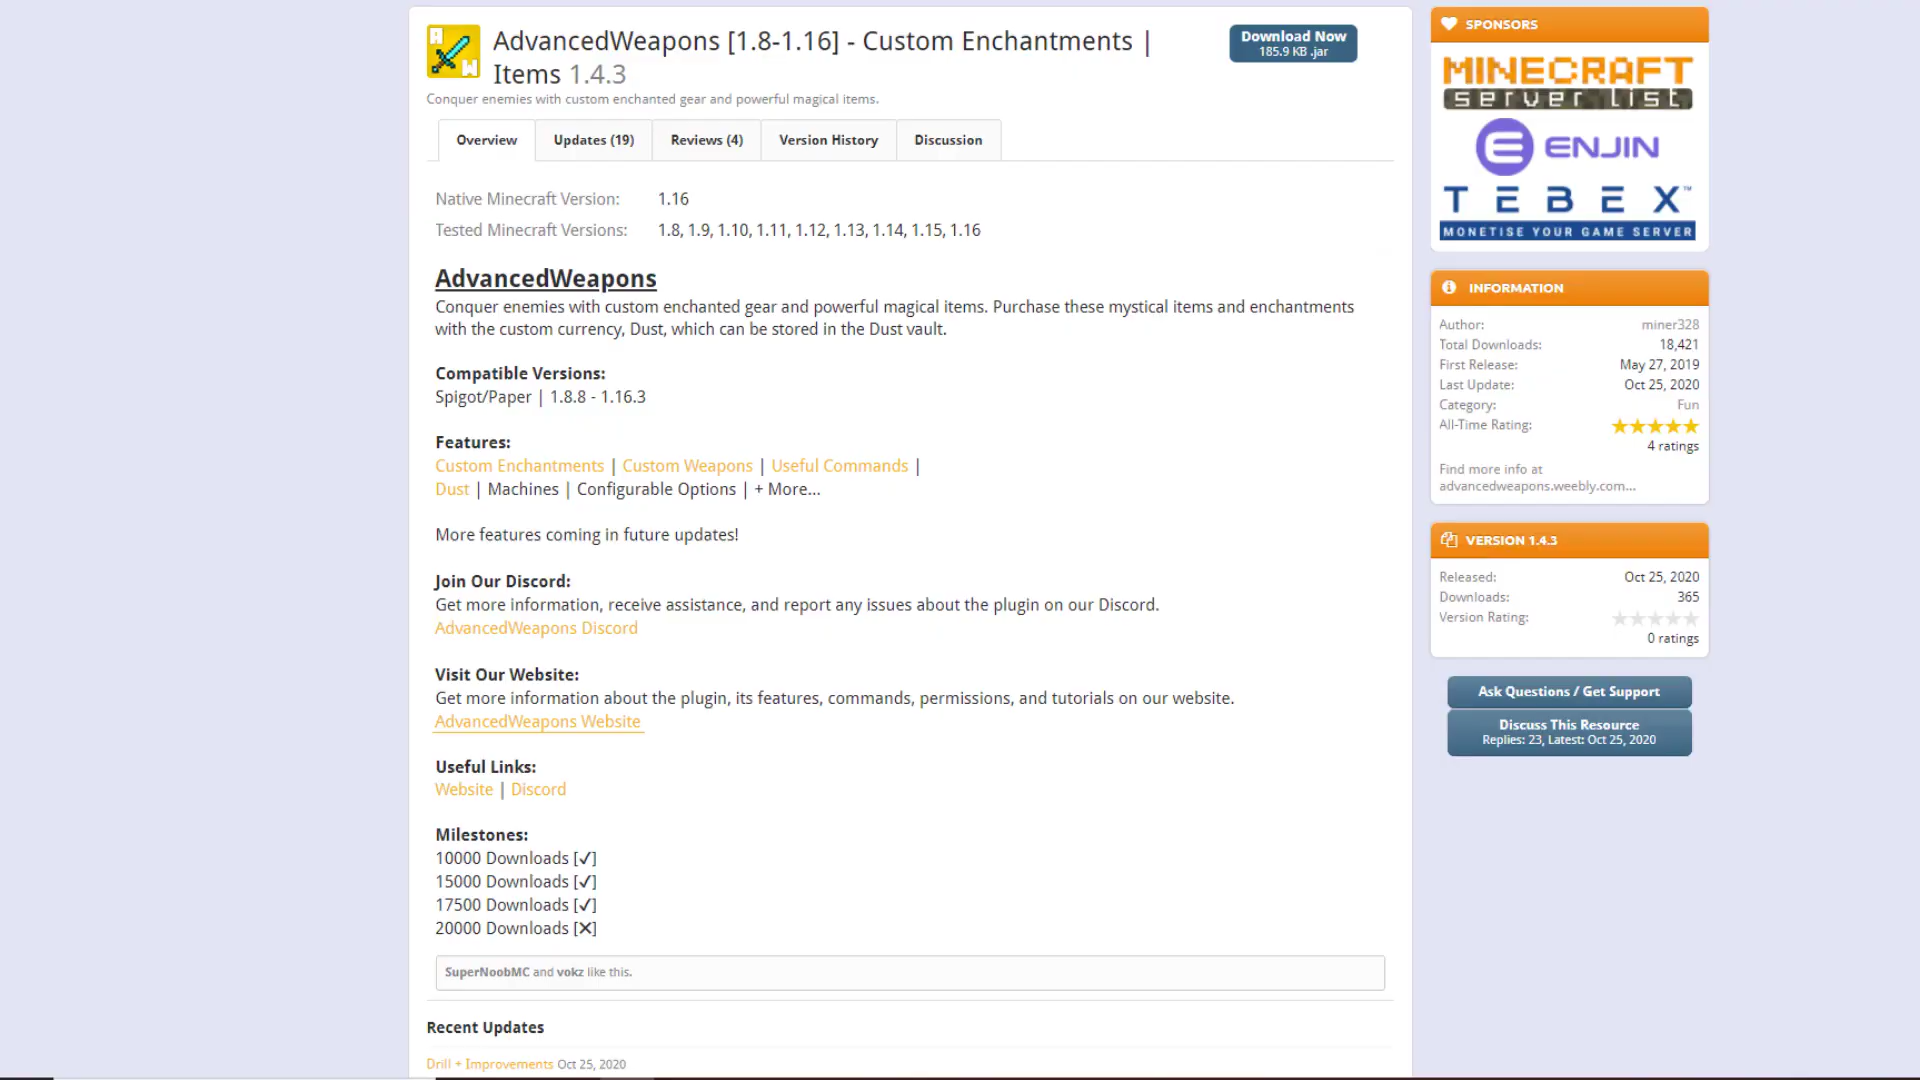 AdvancedWeapons [1.8-1.16] - Custom Enchantments |
Items 1.4.3
Conquer enemies with custom enchanted gear and powerful magical items.
Download Now
185.9 KB .jar
Overview
Updates (19)
Reviews (4)
Version History
Discussion
Native Minecraft Version: 1.16
Tested Minecraft Versions: 1.8, 1.9, 1.10, 1.11, 1.12, 1.13, 1.14, 1.15, 1.16
AdvancedWeapons
Conquer enemies with custom enchanted gear and powerful magical items. Purchase these mystical items and enchantments
with the custom currency, Dust, which can be stored in the Dust vault.
Compatible Versions:
Spigot/Paper | 1.8.8 - 1.16.3
Features:
Custom Enchantments | Custom Weapons | Useful Commands |
Dust | Machines | Configurable Options | + More...
More features coming in future updates!
Join Our Discord:
Get more information, receive assistance, and report any issues about the plugin on our Discord.
AdvancedWeapons Discord
Visit Our Website:
Get more information about the plugin, its features, commands, permissions, and tutorials on our website.
AdvancedWeapons Website
Useful Links:
Website | Discord
Milestones:
10000 Downloads [✓]
15000 Downloads [✓]
17500 Downloads [✓]
20000 Downloads [✕]
SuperNoobMC and vokz like this.
Recent Updates
Drill + Improvements Oct 25, 2020
SPONSORS
MINECRAFT
server list
ENJIN
TEBEX™
MONETISE YOUR GAME SERVER
INFORMATION
Author: miner328
Total Downloads: 18,421
First Release: May 27, 2019
Last Update: Oct 25, 2020
Category: Fun
All-Time Rating:
4 ratings
Find more info at
advancedweapons.weebly.com...
VERSION 1.4.3
Released: Oct 25, 2020
Downloads: 365
Version Rating:
0 ratings
Ask Questions / Get Support
Discuss This Resource
Replies: 23, Latest: Oct 25, 2020
A
W